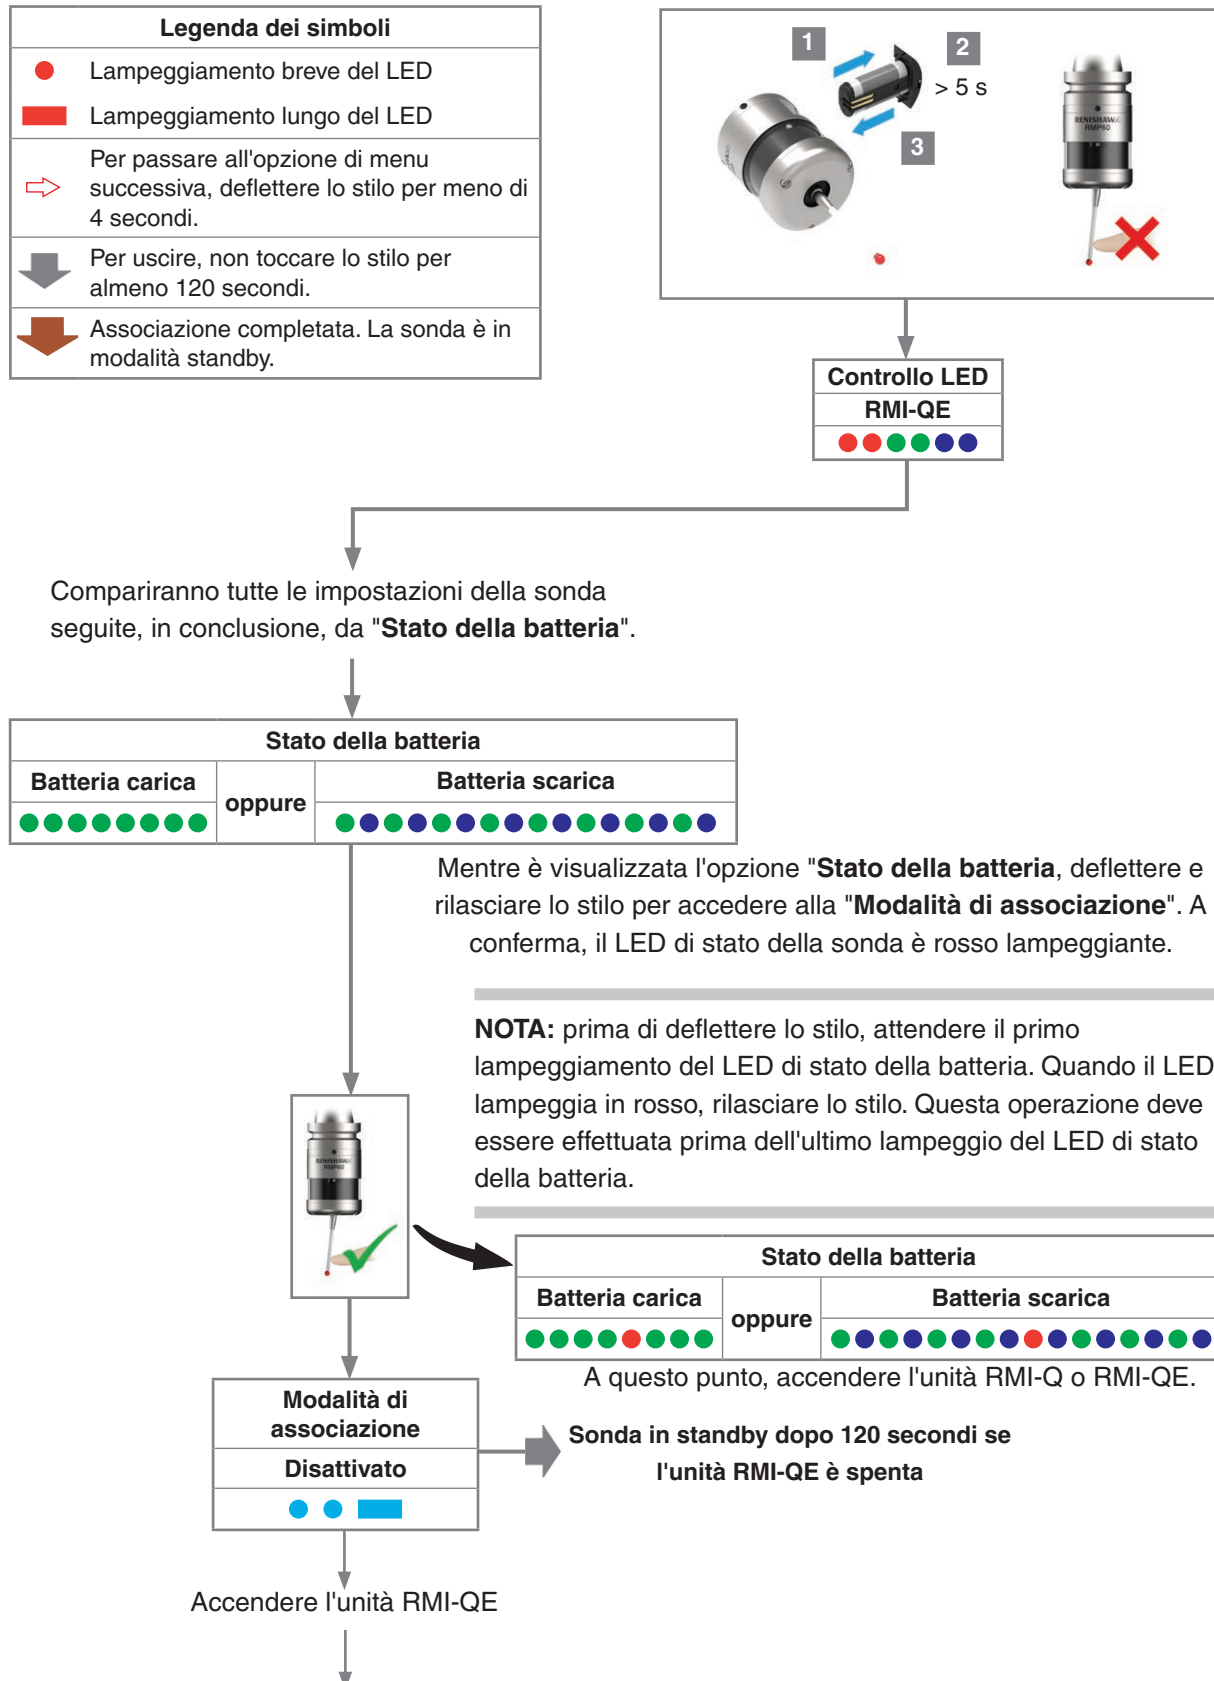 Legenda dei simboli
Lampeggiamento breve del LED
Lampeggiamento lungo del LED
Per passare all'opzione di menu
successiva, deflettere lo stilo per meno di
4 secondi.
Per uscire, non toccare lo stilo per
almeno 120 secondi.
Associazione completata. La sonda è in
modalità standby.
1
2
> 5 s
3
RENISHAW
RMP60
Controllo LED
RMI-QE
Compariranno tutte le impostazioni della sonda
seguite, in conclusione, da "Stato della batteria".
Stato della batteria
Batteria carica
oppure
Batteria scarica
Mentre è visualizzata l'opzione "Stato della batteria, deflettere e
rilasciare lo stilo per accedere alla "Modalità di associazione". A
conferma, il LED di stato della sonda è rosso lampeggiante.
NOTA: prima di deflettere lo stilo, attendere il primo
lampeggiamento del LED di stato della batteria. Quando il LED
lampeggia in rosso, rilasciare lo stilo. Questa operazione deve
essere effettuata prima dell'ultimo lampeggio del LED di stato
della batteria.
RENISHAW
RMP60
Stato della batteria
Batteria carica
oppure
Batteria scarica
A questo punto, accendere l'unità RMI-Q o RMI-QE.
Modalità di
associazione
Disattivato
Sonda in standby dopo 120 secondi se
l'unità RMI-QE è spenta
Accendere l'unità RMI-QE